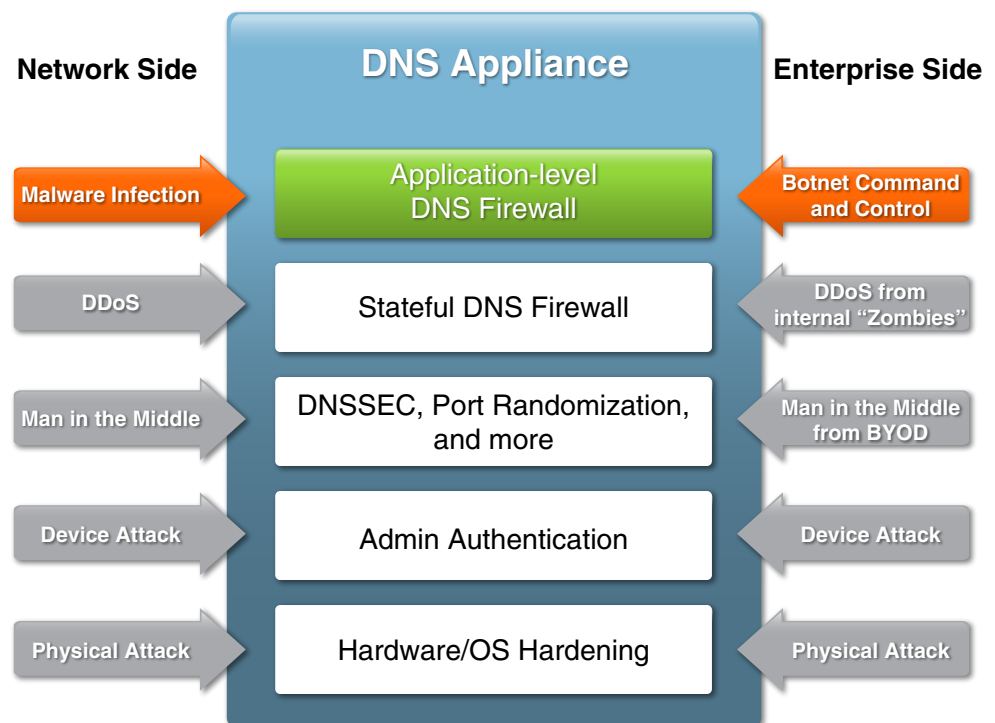 DNS Appliance
Network Side
Enterprise Side
Malware Infection
Application-level
DNS Firewall
Botnet Command
and Control
DDoS
Stateful DNS Firewall
DDoS from
internal “Zombies”
Man in the Middle
DNSSEC, Port Randomization,
and more
Man in the Middle
from BYOD
Device Attack
Admin Authentication
Device Attack
Physical Attack
Hardware/OS Hardening
Physical Attack